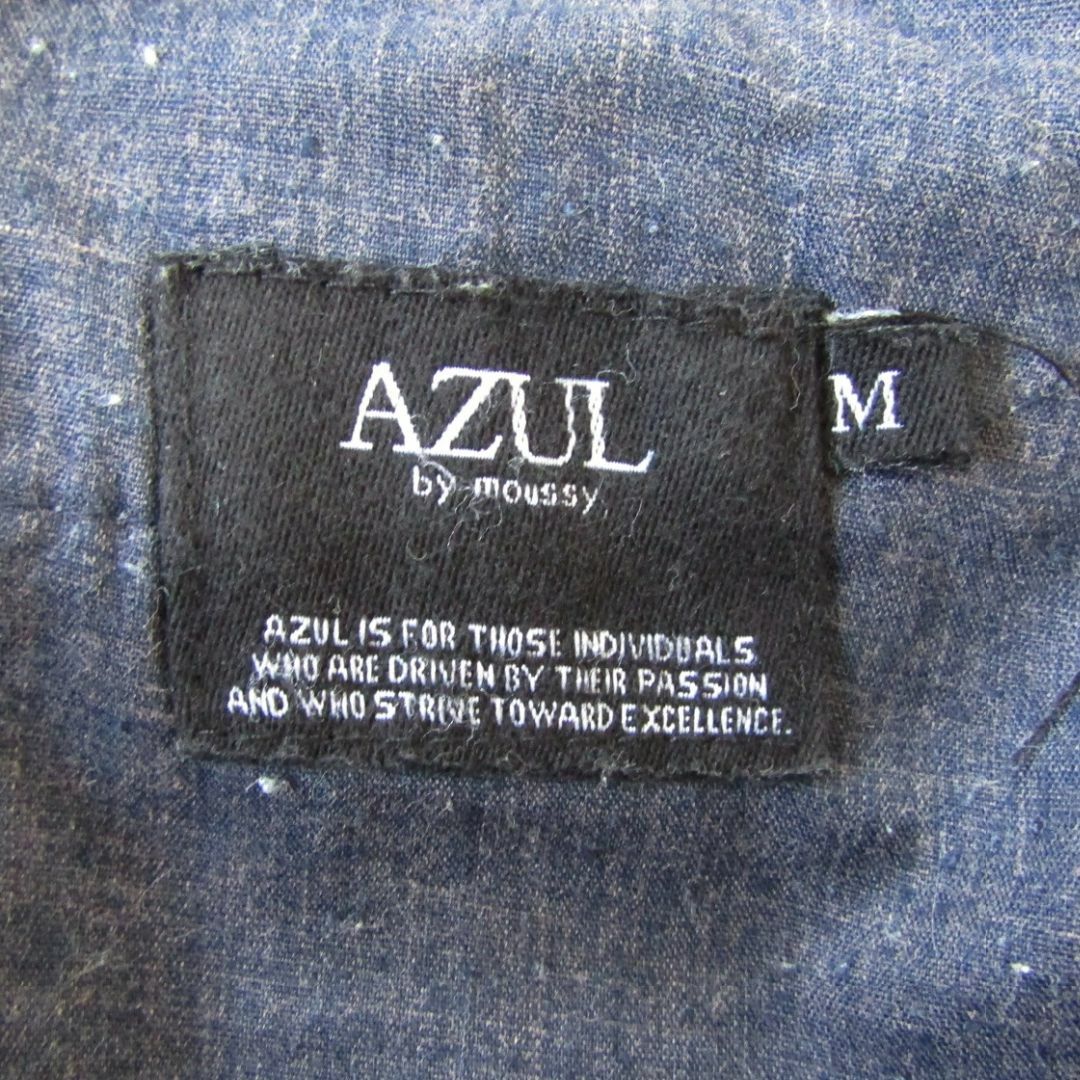 AZUL
by moussy
M
AZUL IS FOR THOSE INDIVIDUALS
WHO ARE DRIVEN BY THEIR PASSION
AND WHO STRIVE TOWARD EXCELLENCE.